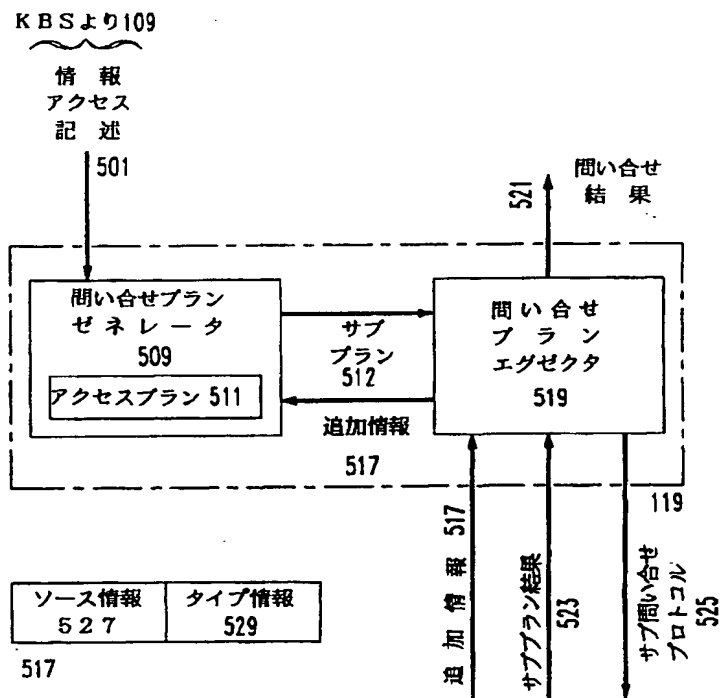 KBSより109
情報
アクセス
記述
501
521
問い合せ
結果
問い合せプラン
ゼネレータ
509
アクセスプラン 511
サブ
プラン
512
追加情報
517
問い合せ
プラン
エグゼクタ
519
119
追加情報 517
サブプラン結果
523
サブ問い合せ
プロトコル
525
ソース情報
527
タイプ情報
529
517